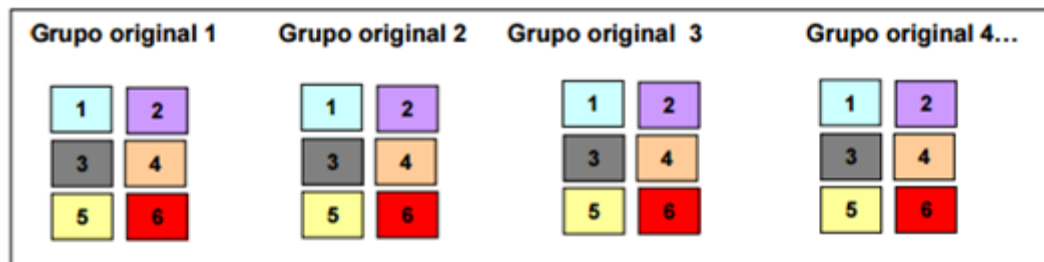 Grupo original 1 Grupo original 2 Grupo original 3 Grupo original 4...
1 2 1 2 1 2 1 2
3 4 3 4 3 4 3 4
5 6 5 6 5 6 5 6